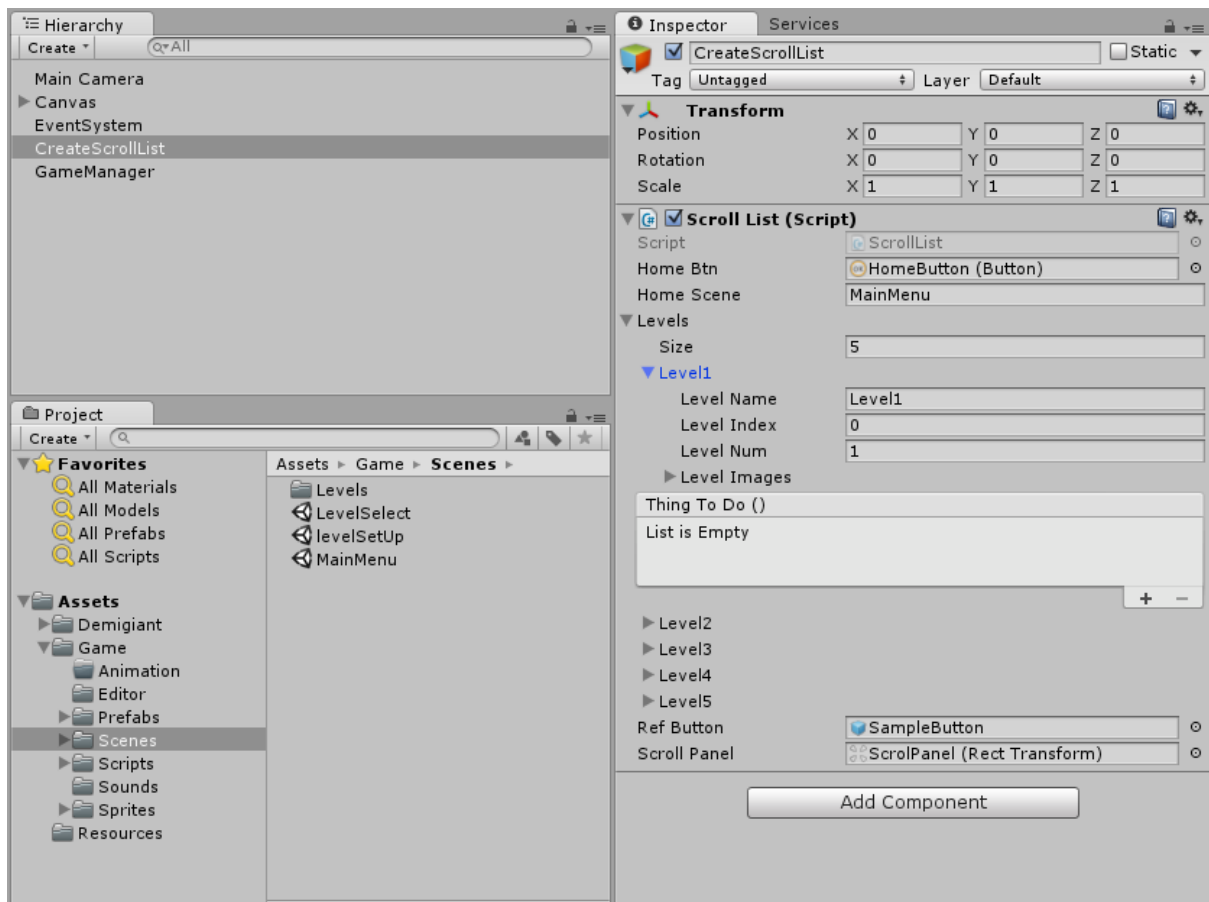 Hierarchy
Create
All
Main Camera
Canvas
EventSystem
CreateScrollList
GameManager
Project
Create
Favorites
All Materials
All Models
All Prefabs
All Scripts
Assets
Demigiant
Game
Animation
Editor
Prefabs
Scenes
Scripts
Sounds
Sprites
Resources
Assets Game Scenes
Levels
LevelSelect
levelSetUp
MainMenu
Inspector Services
CreateScrollList Static
Tag Untagged Layer Default
Transform
Position X 0 Y 0 Z 0
Rotation X 0 Y 0 Z 0
Scale X 1 Y 1 Z 1
Scroll List (Script)
Script ScrollList
Home Btn HomeButton (Button)
Home Scene MainMenu
Levels
Size 5
Level1
Level Name Level1
Level Index 0
Level Num 1
Level Images
Thing To Do ()
List is Empty
+ −
Level2
Level3
Level4
Level5
Ref Button SampleButton
Scroll Panel ScrolPanel (Rect Transform)
Add Component